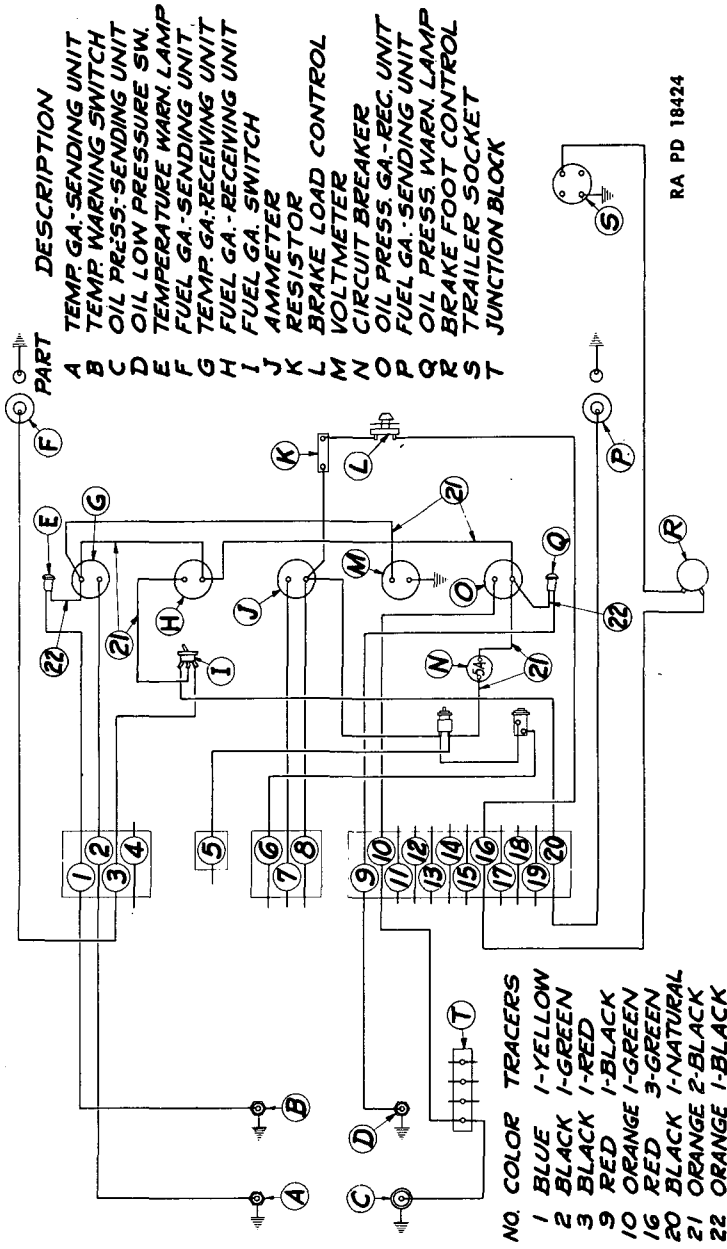 PART DESCRIPTION
A TEMP. GA.-SENDING UNIT
B TEMP. WARNING SWITCH
C OIL PRESS.-SENDING UNIT
D OIL LOW PRESSURE SW.
E TEMPERATURE WARN. LAMP
F FUEL GA.-SENDING UNIT
G TEMP. GA.-RECEIVING UNIT
H FUEL GA.-RECEIVING UNIT
I FUEL GA. SWITCH
J AMMETER
K RESISTOR
L BRAKE LOAD CONTROL
M VOLTMETER
N CIRCUIT BREAKER
O OIL PRESS. GA.-REC. UNIT
P FUEL GA.-SENDING UNIT
Q OIL PRESS. WARN. LAMP
R BRAKE FOOT CONTROL
S TRAILER SOCKET
T JUNCTION BLOCK
F
E
G
22
21
H
I
J
K
L
M
21
O
Q
N
5A
21
22
P
R
S
1
2
3
4
5
6
7
8
9
10
11
12
13
14
15
16
17
18
19
20
A
B
C
D
T
NO. COLOR TRACERS
1 BLUE 1-YELLOW
2 BLACK 1-GREEN
3 BLACK 1-RED
9 RED 1-BLACK
10 ORANGE 1-GREEN
16 RED 3-GREEN
20 BLACK 1-NATURAL
21 ORANGE 2-BLACK
22 ORANGE 1-BLACK
RA PD 18424